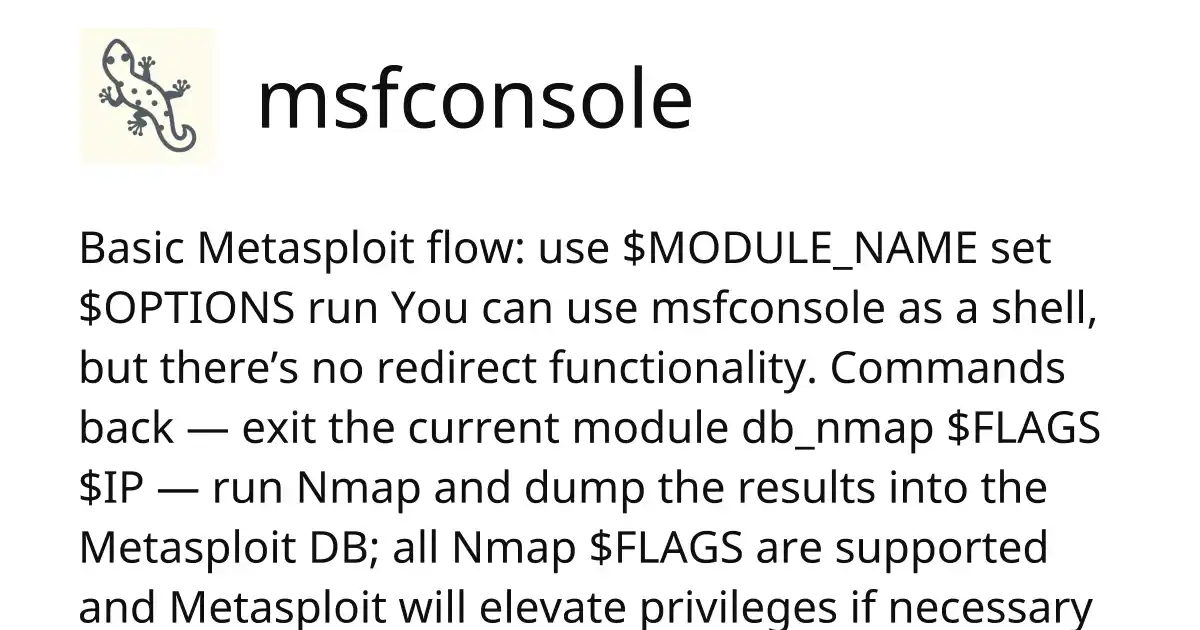 msfconsole
Basic Metasploit flow: use $MODULE_NAME set
$OPTIONS run You can use msfconsole as a shell,
but there’s no redirect functionality. Commands
back — exit the current module db_nmap $FLAGS
$IP — run Nmap and dump the results into the
Metasploit DB; all Nmap $FLAGS are supported
and Metasploit will elevate privileges if necessary